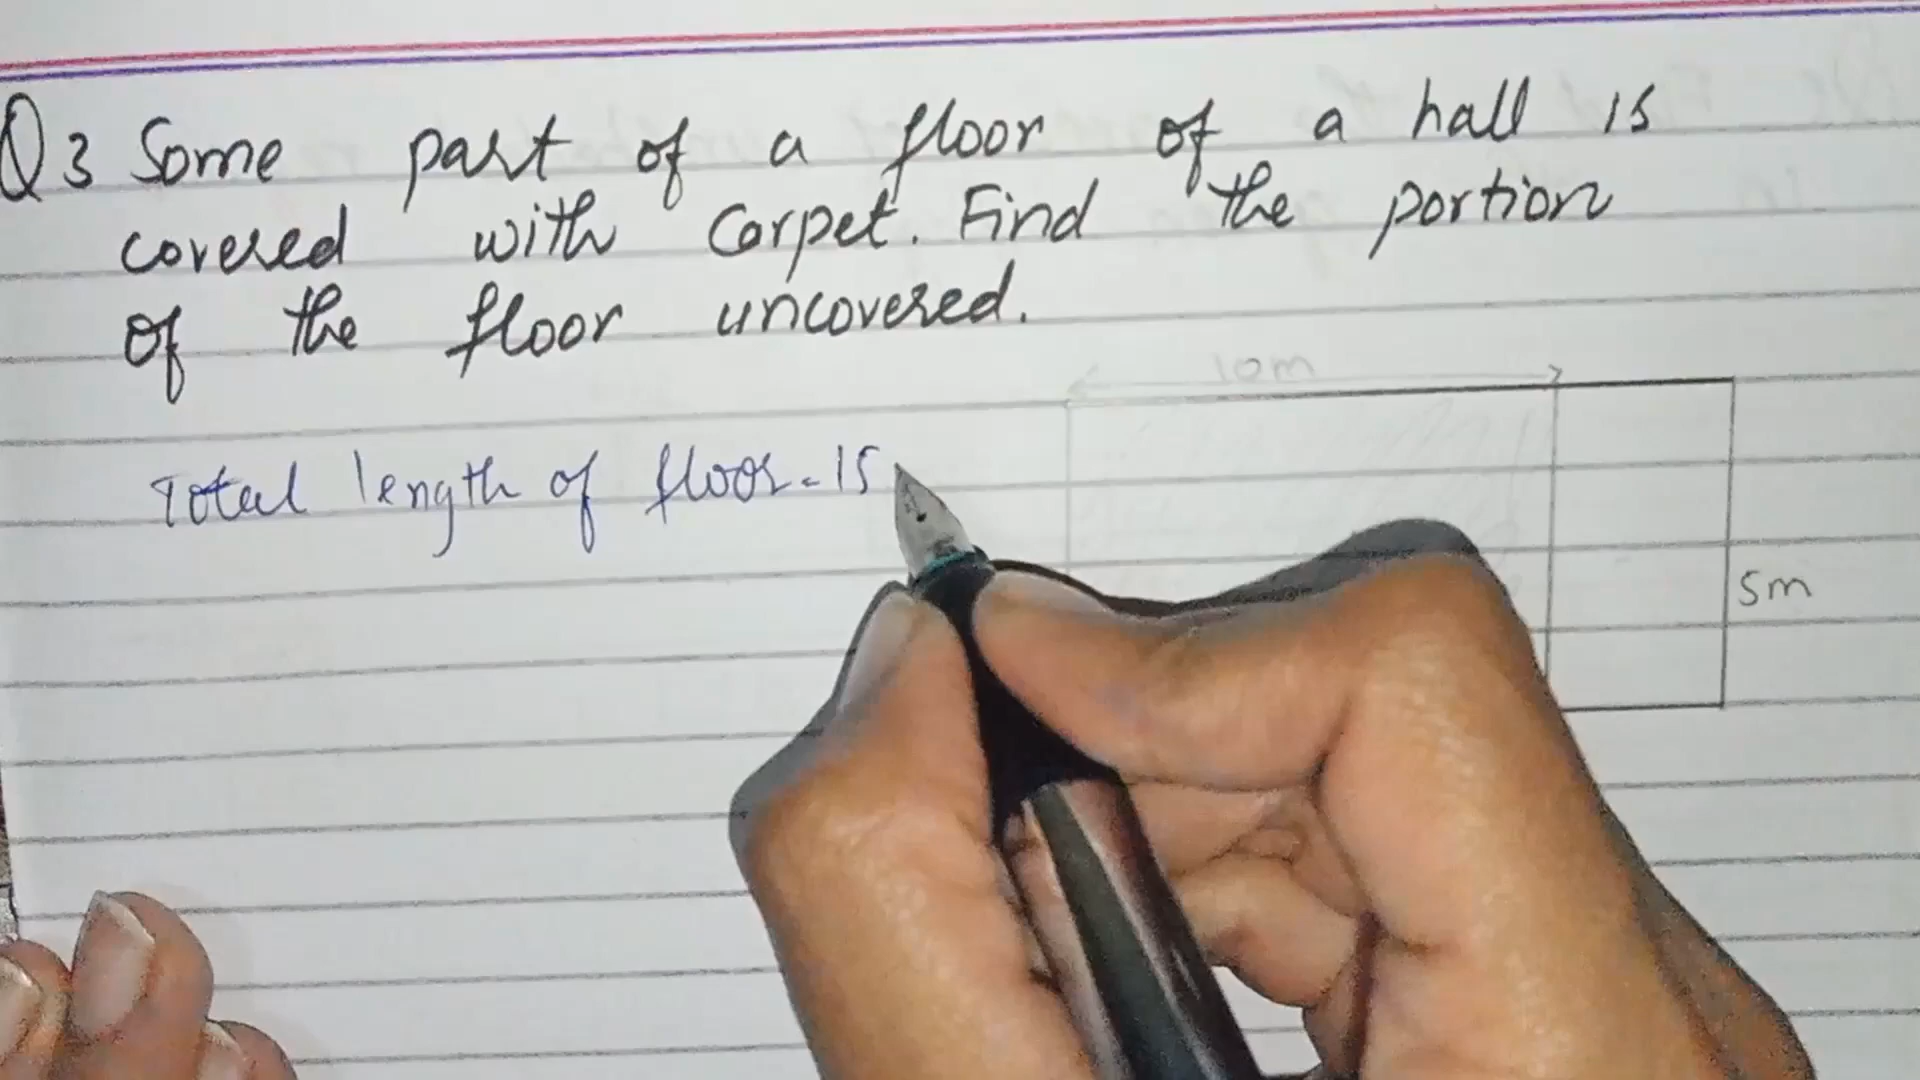 Q3 Some part of a floor of a hall is
covered with carpet. Find the portion
of the floor uncovered.
10m
Total length of floor = 15
5m